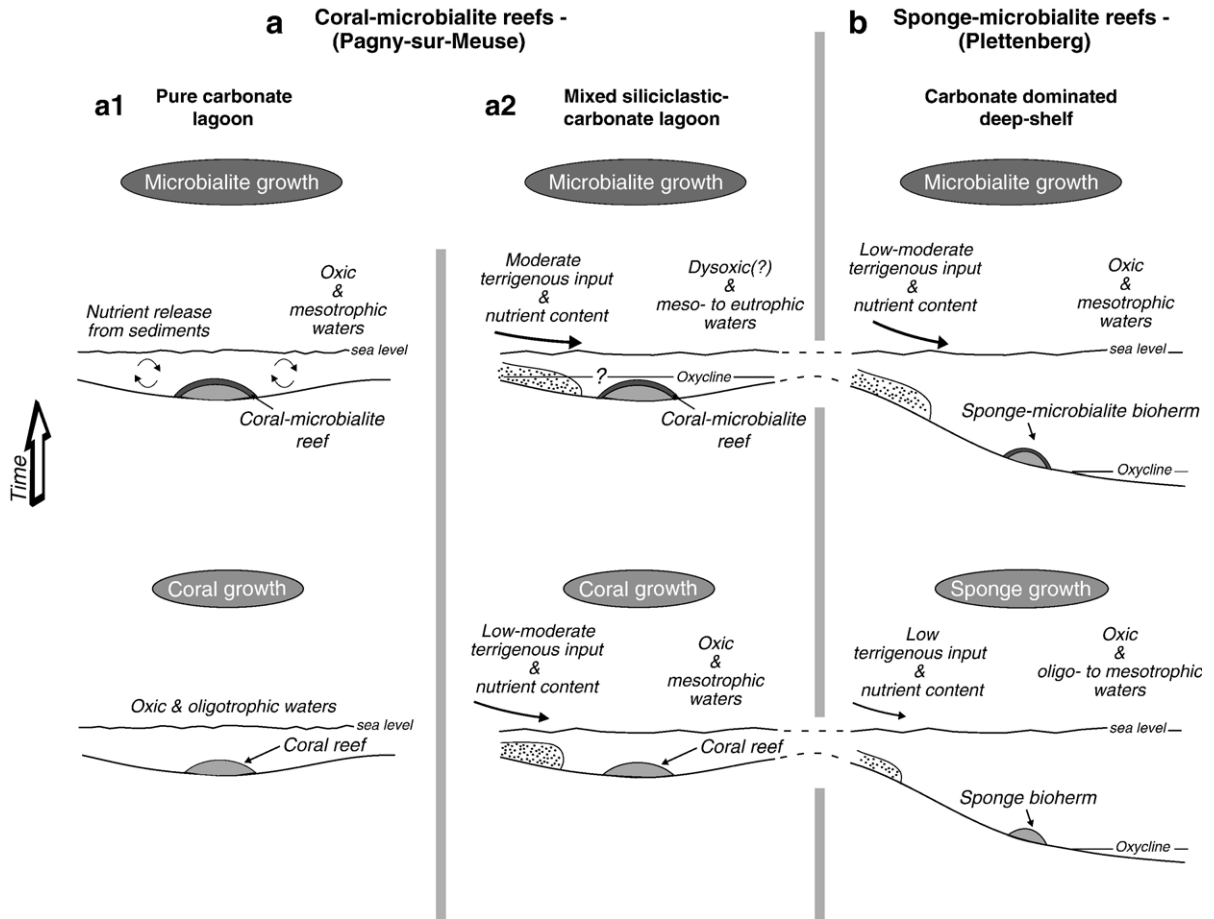 a
Coral-microbialite reefs -
(Pagny-sur-Meuse)
b
Sponge-microbialite reefs -
(Plettenberg)
a1
Pure carbonate
lagoon
a2
Mixed siliciclastic-
carbonate lagoon
Carbonate dominated
deep-shelf
Microbialite growth
Microbialite growth
Microbialite growth
Nutrient release
from sediments
Oxic
&
mesotrophic
waters
sea level
Coral-microbialite
reef
Moderate
terrigenous input
&
nutrient content
Dysoxic(?)
&
meso- to eutrophic
waters
?
Oxycline
Coral-microbialite
reef
Low-moderate
terrigenous input
&
nutrient content
Oxic
&
mesotrophic
waters
sea level
Sponge-microbialite bioherm
Oxycline
Time
Coral growth
Coral growth
Sponge growth
Oxic & oligotrophic waters
sea level
Coral reef
Low-moderate
terrigenous input
&
nutrient content
Oxic
&
mesotrophic
waters
Coral reef
Low
terrigenous input
&
nutrient content
Oxic
&
oligo- to mesotrophic
waters
sea level
Sponge bioherm
Oxycline